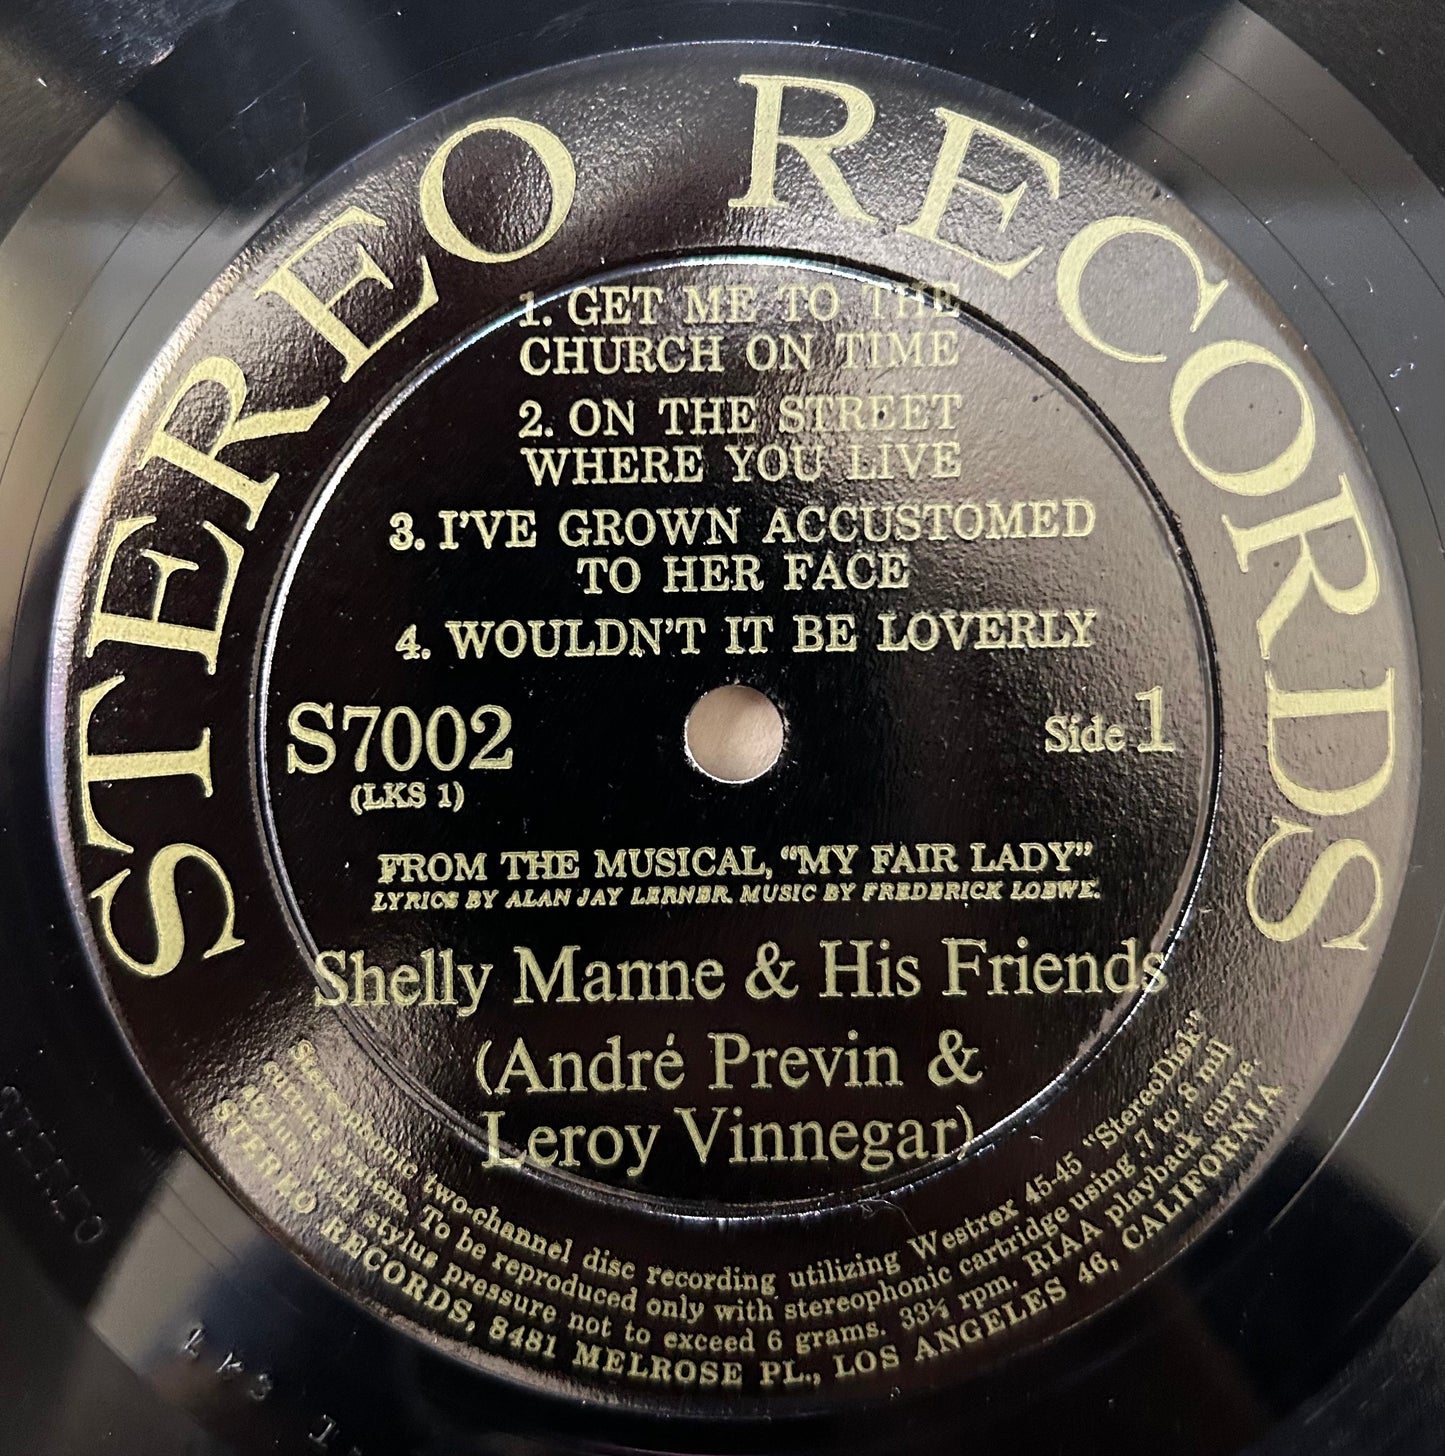 STEREO RECORDS
1. GET ME TO THE
CHURCH ON TIME
2. ON THE STREET
WHERE YOU LIVE
3. I'VE GROWN ACCUSTOMED
TO HER FACE
4. WOULDN'T IT BE LOVERLY
S7002
(LKS 1)
Side 1
FROM THE MUSICAL, “MY FAIR LADY”
LYRICS BY ALAN JAY LERNER. MUSIC BY FREDERICK LOEWE.
Shelly Manne & His Friends
(André Previn &
Leroy Vinnegar)
Stereophonic two-channel disc recording utilizing Westrex 45-45 “StereoDisk”
cutting system. To be reproduced only with stereophonic cartridge using .7 to .8 mil
stylus with stylus pressure not to exceed 6 grams. 33⅓ rpm. RIAA playback curve.
STEREO RECORDS, 8481 MELROSE PL., LOS ANGELES 46, CALIFORNIA
STEREO
LKS 1